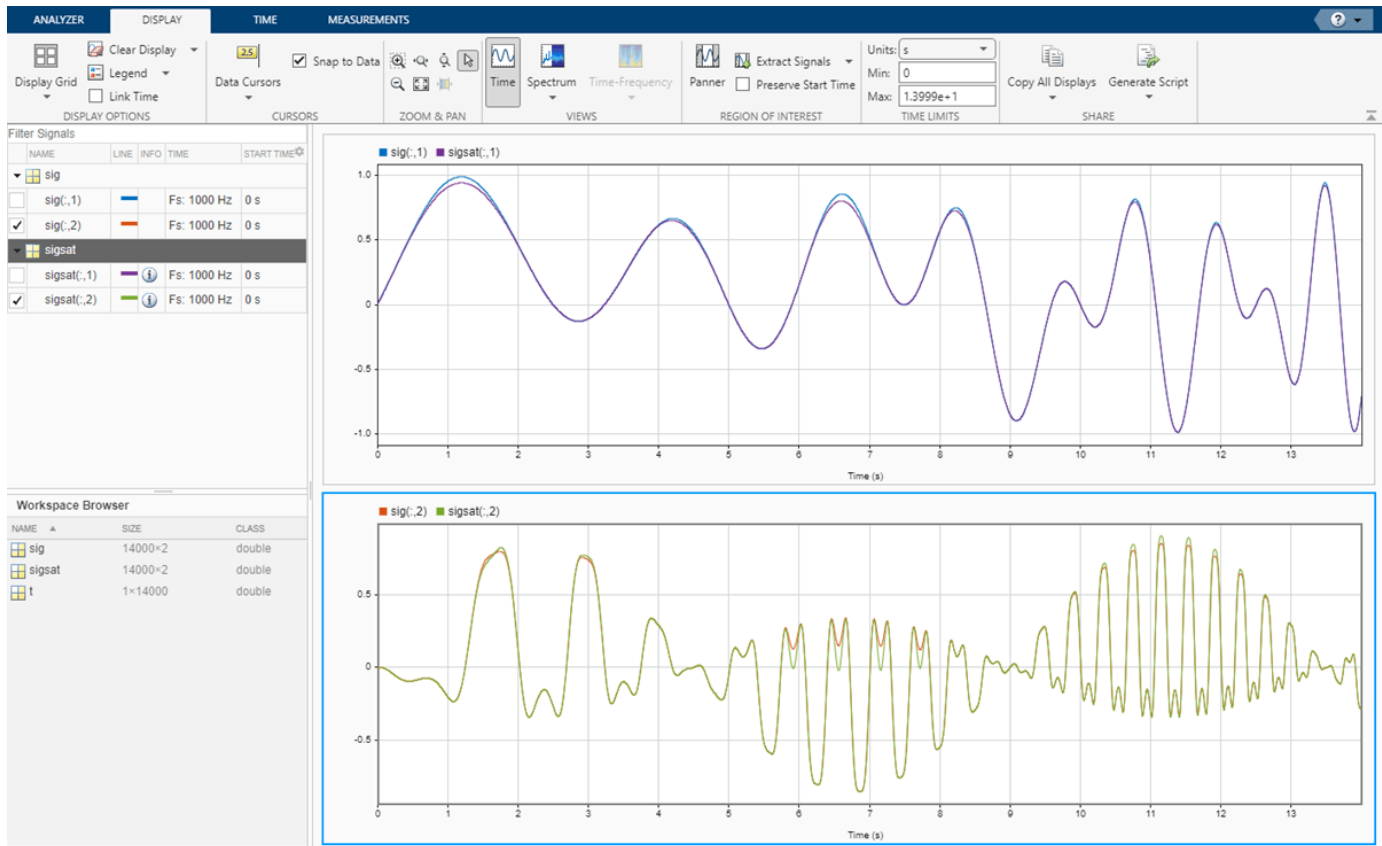 ANALYZER DISPLAY TIME MEASUREMENTS
?
Display Grid
Clear Display
Legend
Link Time
DISPLAY OPTIONS
2.5
Data Cursors
Snap to Data
CURSORS
ZOOM & PAN
Time Spectrum Time-Frequency
VIEWS
Panner
Extract Signals
Preserve Start Time
REGION OF INTEREST
Units: s
Min: 0
Max: 1.3999e+1
TIME LIMITS
Copy All Displays Generate Script
SHARE
Filter Signals
NAME LINE INFO TIME START TIME
sig
sig(:,1) Fs: 1000 Hz 0 s
sig(:,2) Fs: 1000 Hz 0 s
sigsat
sigsat(:,1) i Fs: 1000 Hz 0 s
sigsat(:,2) i Fs: 1000 Hz 0 s
Workspace Browser
NAME SIZE CLASS
sig 14000×2 double
sigsat 14000×2 double
t 1×14000 double
sig(:,1) sigsat(:,1)
1.0
0.5
0
-0.5
-1.0
0 1 2 3 4 5 6 7 8 9 10 11 12 13
Time (s)
sig(:,2) sigsat(:,2)
0.5
0
-0.5
0 1 2 3 4 5 6 7 8 9 10 11 12 13
Time (s)